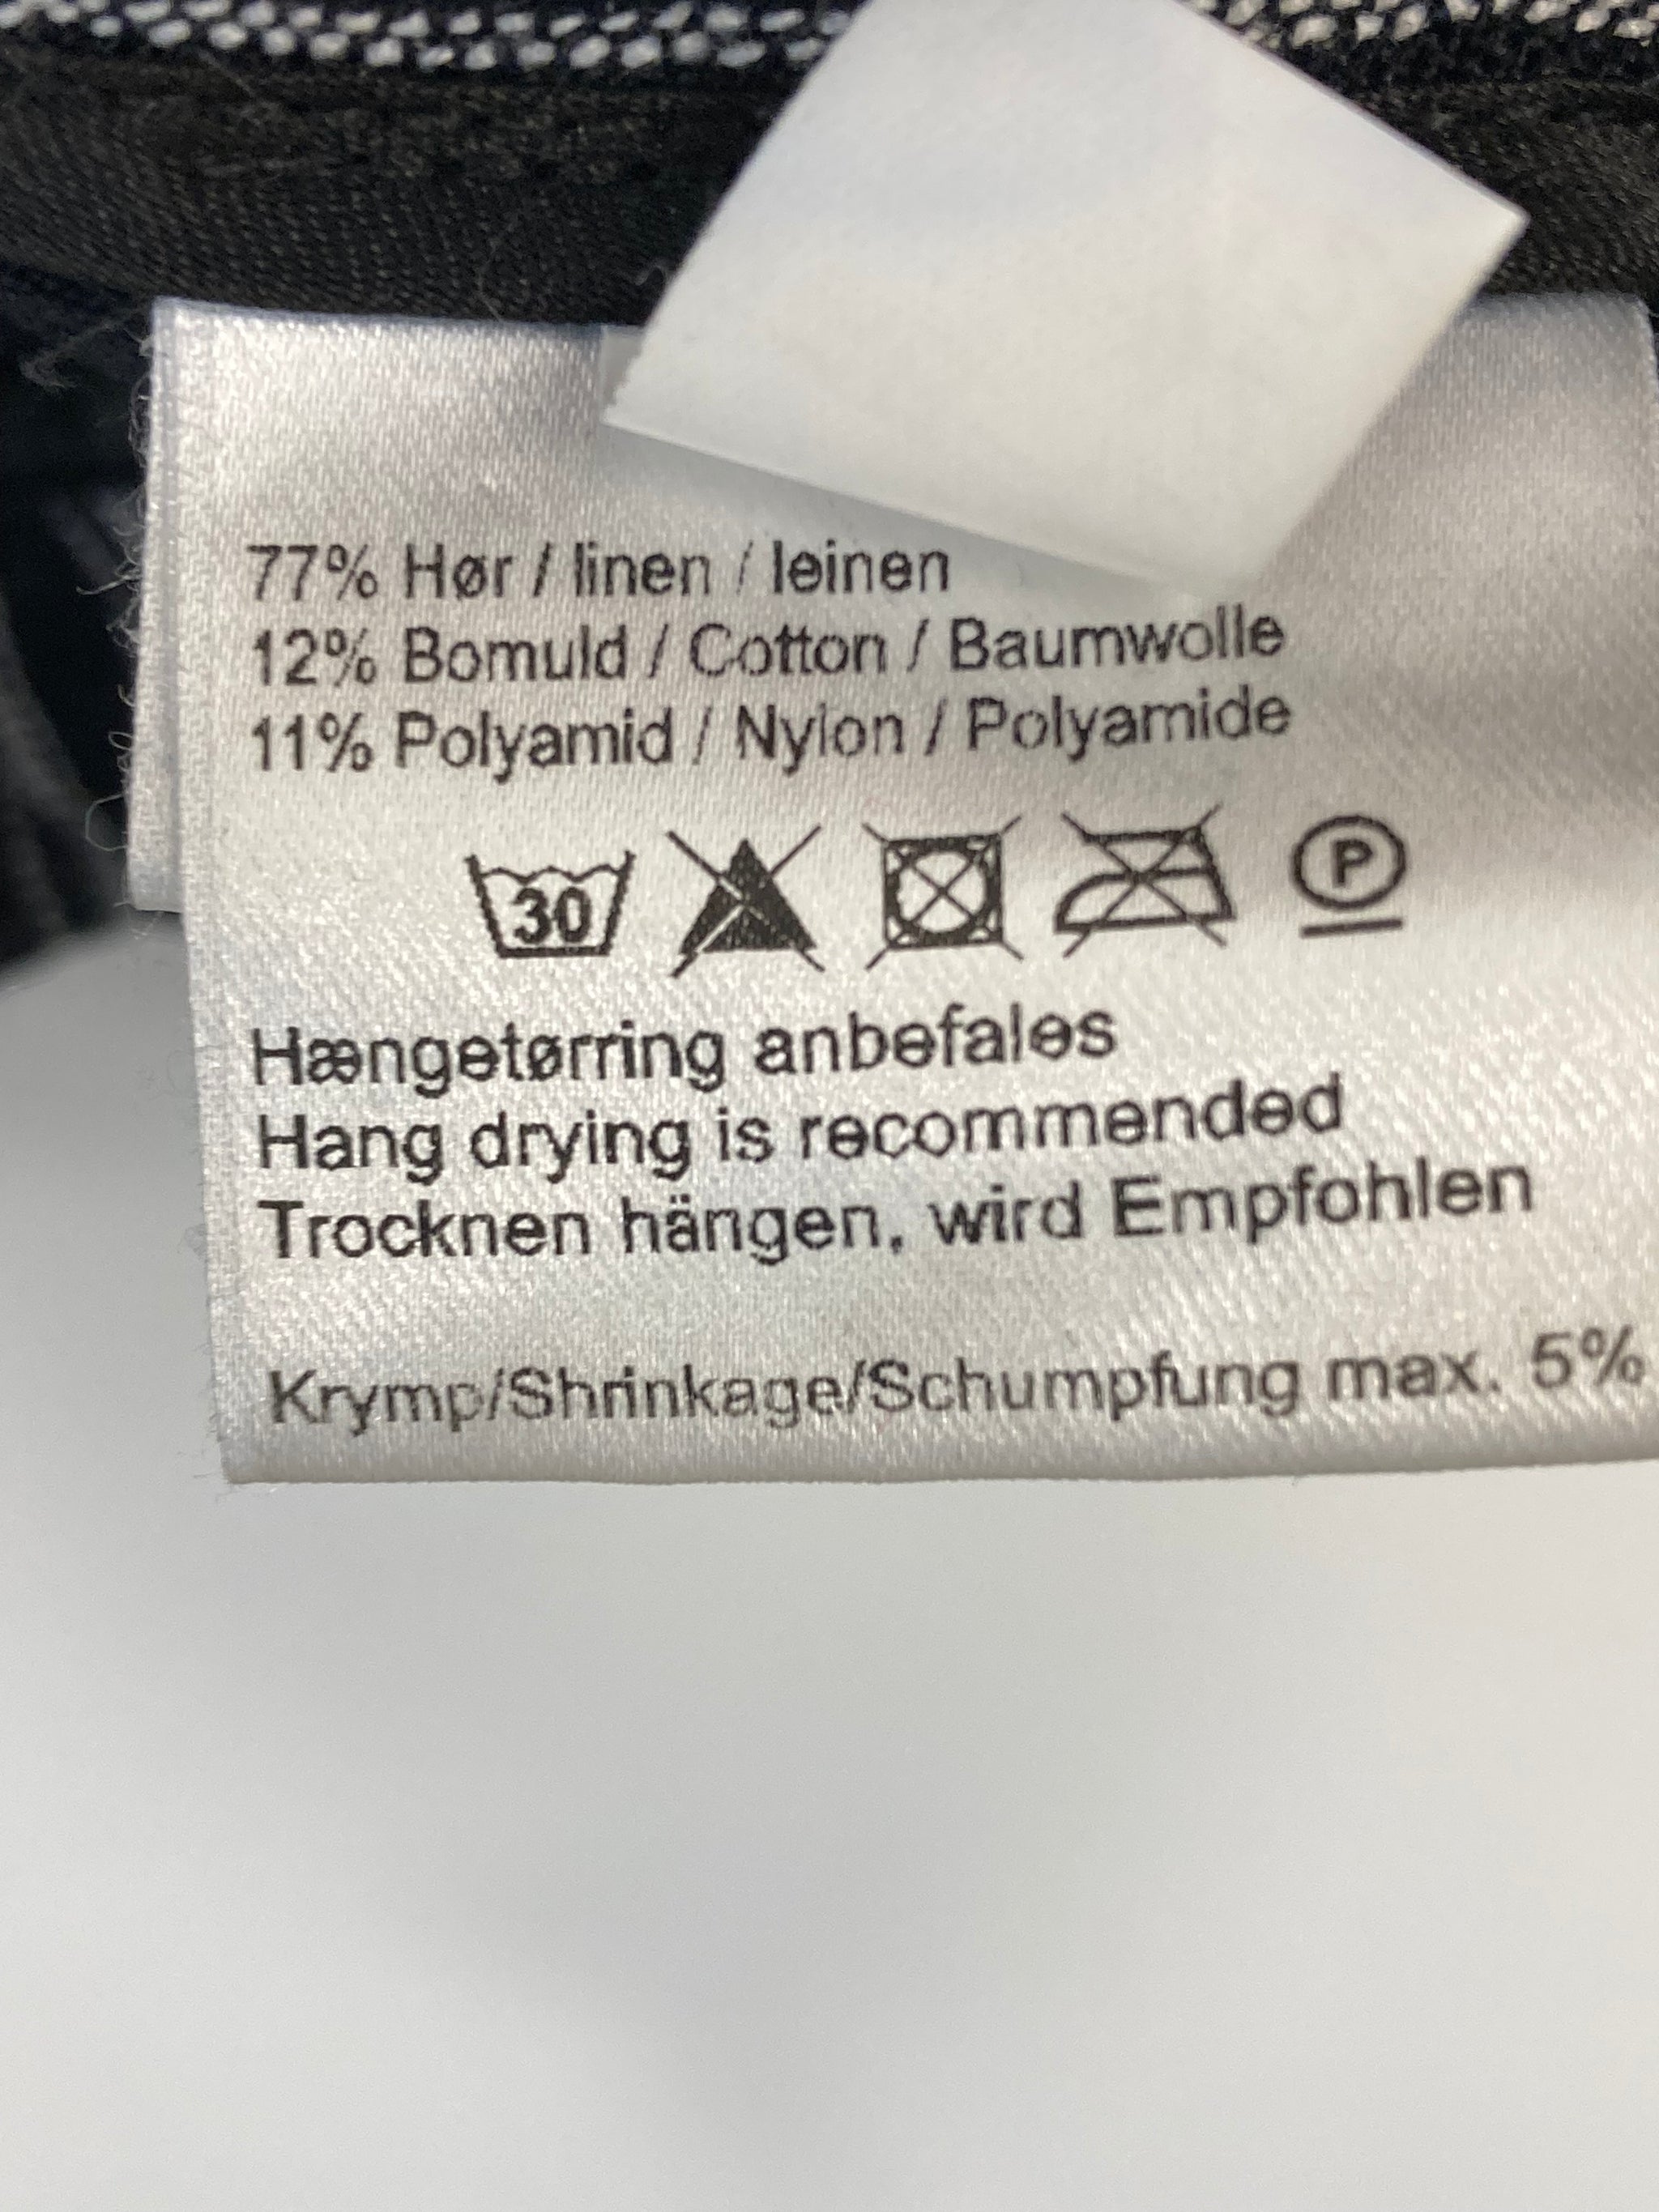 77% Hør / linen / leinen
12% Bomuld / Cotton / Baumwolle
11% Polyamid / Nylon / Polyamide
30 P
Hængetørring anbefales
Hang drying is recommended
Trocknen hängen, wird Empfohlen
Krymp/Shrinkage/Schumpfung max. 5%